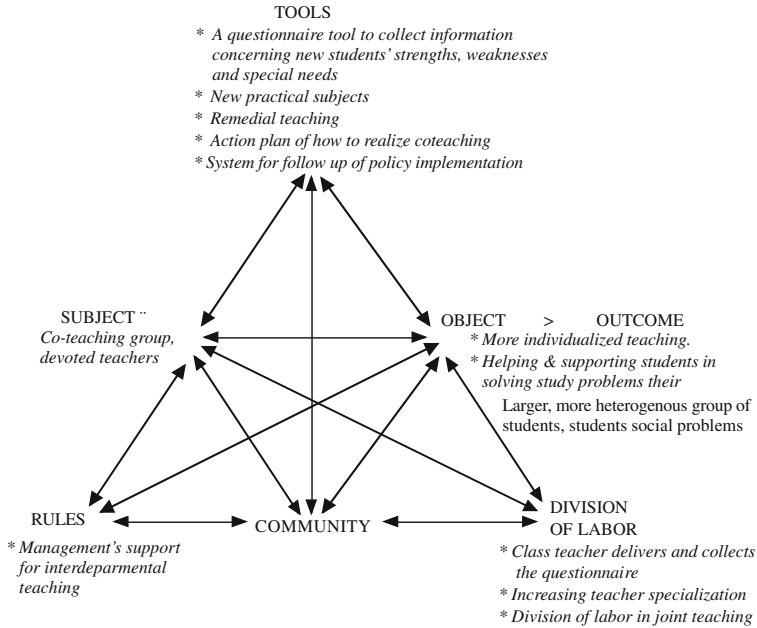 TOOLS
* A questionnaire tool to collect information
concerning new students' strengths, weaknesses
and special needs
* New practical subjects
* Remedial teaching
* Action plan of how to realize coteaching
* System for follow up of policy implementation
SUBJECT ¨
Co-teaching group,
devoted teachers
OBJECT > OUTCOME
* More individualized teaching.
* Helping & supporting students in
solving study problems their
Larger, more heterogenous group of
students, students social problems
RULES
* Management's support
for interdeparmental
teaching
COMMUNITY
DIVISION
OF LABOR
* Class teacher delivers and collects
the questionnaire
* Increasing teacher specialization
* Division of labor in joint teaching